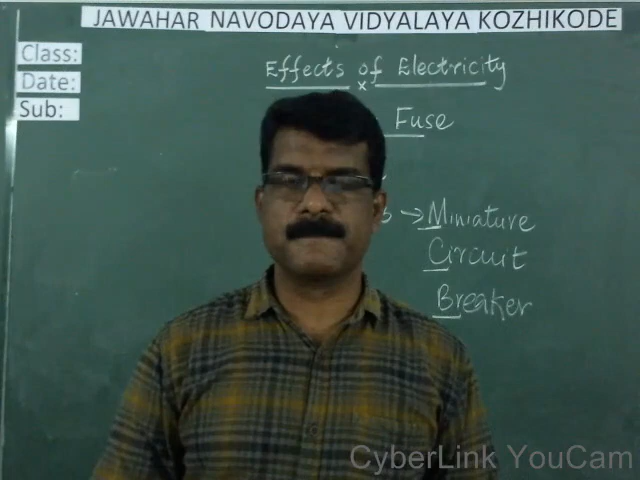 JAWAHAR NAVODAYA VIDYALAYA KOZHIKODE
Class:
Date:
Sub:
Effects of Electricity
x
Fuse
B → Miniature
Circuit
Breaker
CyberLink YouCam